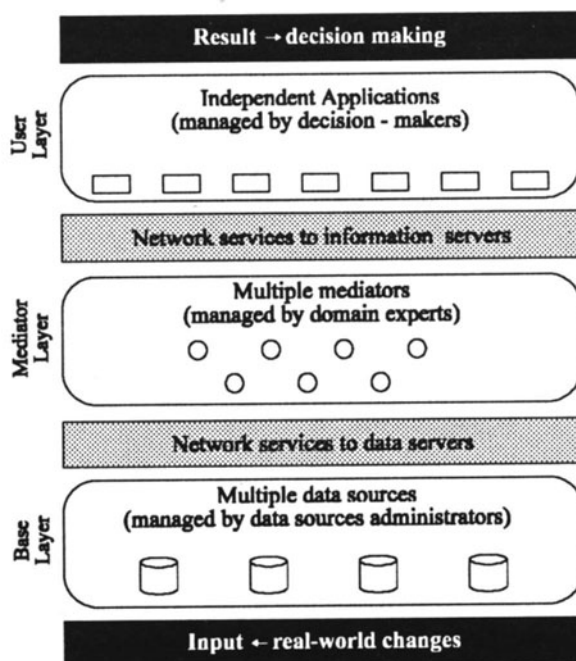 Result → decision making
User
Layer
Independent Applications
(managed by decision - makers)
Network services to information servers
Mediator
Layer
Multiple mediators
(managed by domain experts)
Network services to data servers
Base
Layer
Multiple data sources
(managed by data sources administrators)
Input ← real-world changes